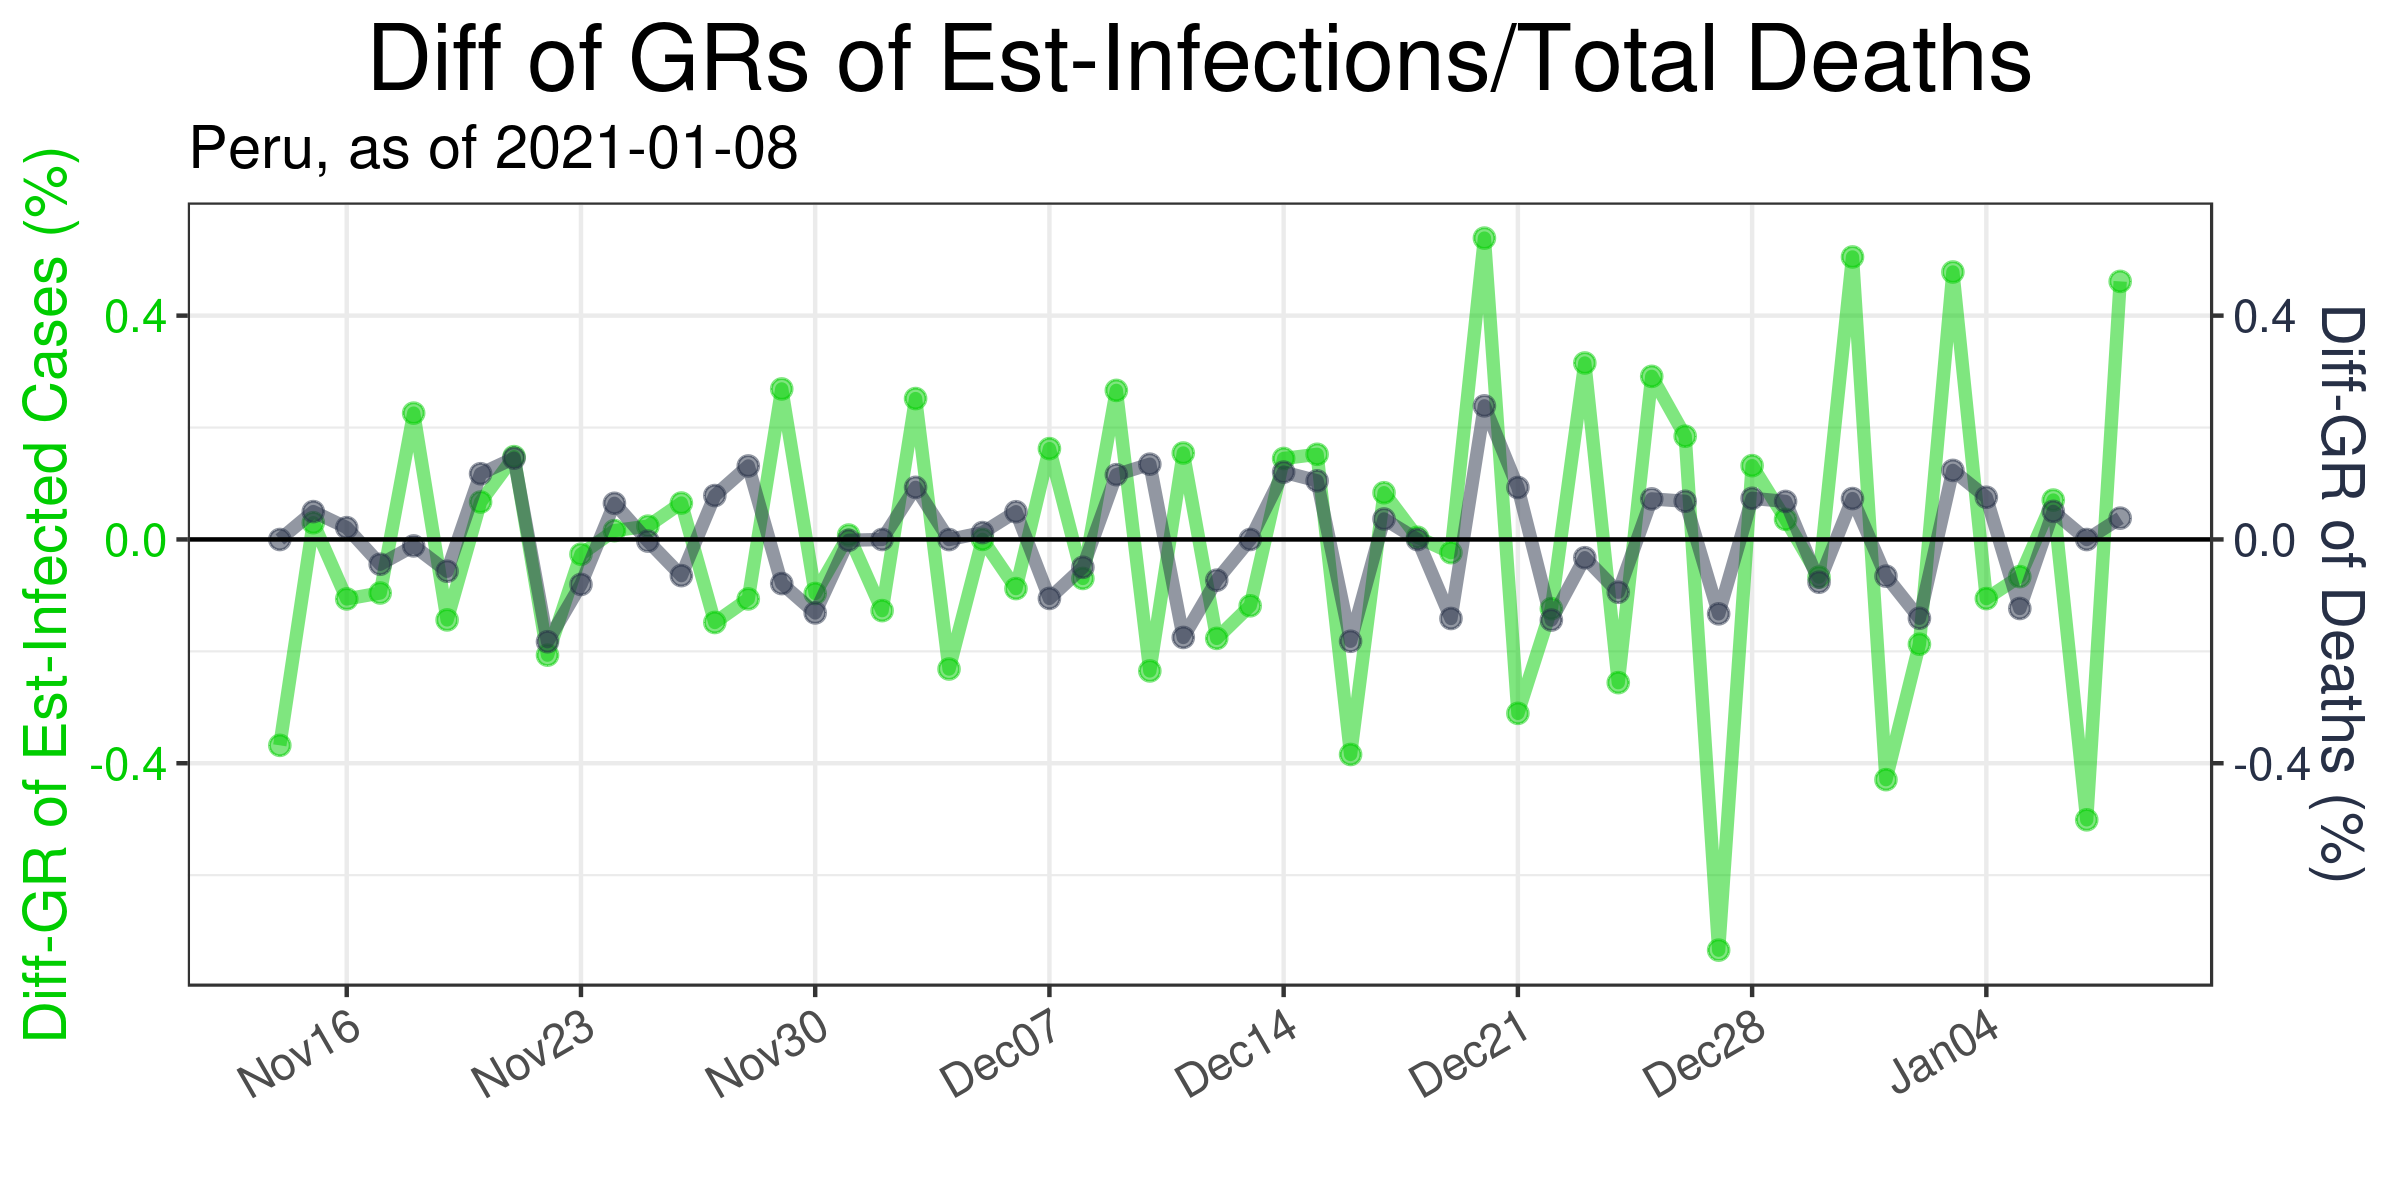 Diff of GRs of Est-Infections/Total Deaths
Peru, as of 2021-01-08
Diff-GR of Est-Infected Cases (%)
0.4
0.0
-0.4
0.4
0.0
-0.4
Diff-GR of Deaths (%)
Nov16
Nov23
Nov30
Dec07
Dec14
Dec21
Dec28
Jan04